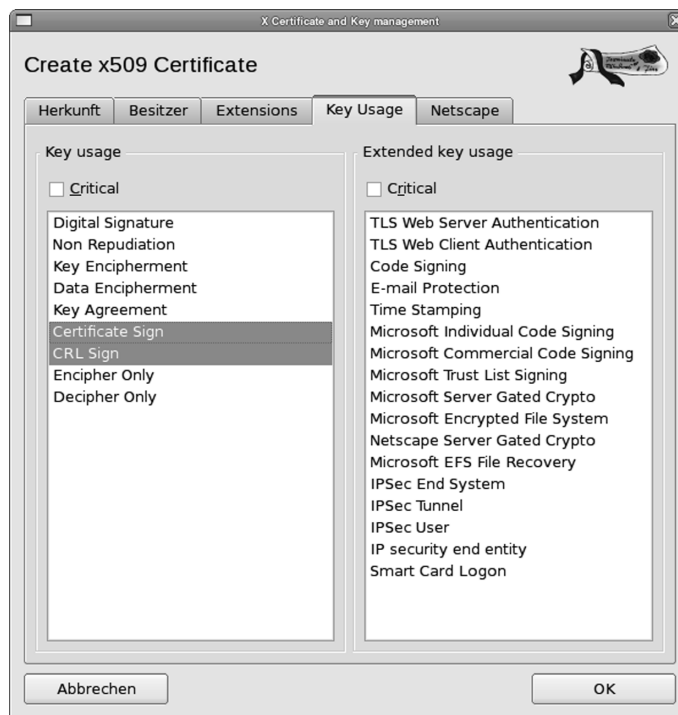 X Certificate and Key management
Create x509 Certificate
Herkunft
Besitzer
Extensions
Key Usage
Netscape
Key usage
Critical
Digital Signature
Non Repudiation
Key Encipherment
Data Encipherment
Key Agreement
Certificate Sign
CRL Sign
Encipher Only
Decipher Only
Extended key usage
Critical
TLS Web Server Authentication
TLS Web Client Authentication
Code Signing
E-mail Protection
Time Stamping
Microsoft Individual Code Signing
Microsoft Commercial Code Signing
Microsoft Trust List Signing
Microsoft Server Gated Crypto
Microsoft Encrypted File System
Netscape Server Gated Crypto
Microsoft EFS File Recovery
IPSec End System
IPSec Tunnel
IPSec User
IP security end entity
Smart Card Logon
Abbrechen
OK